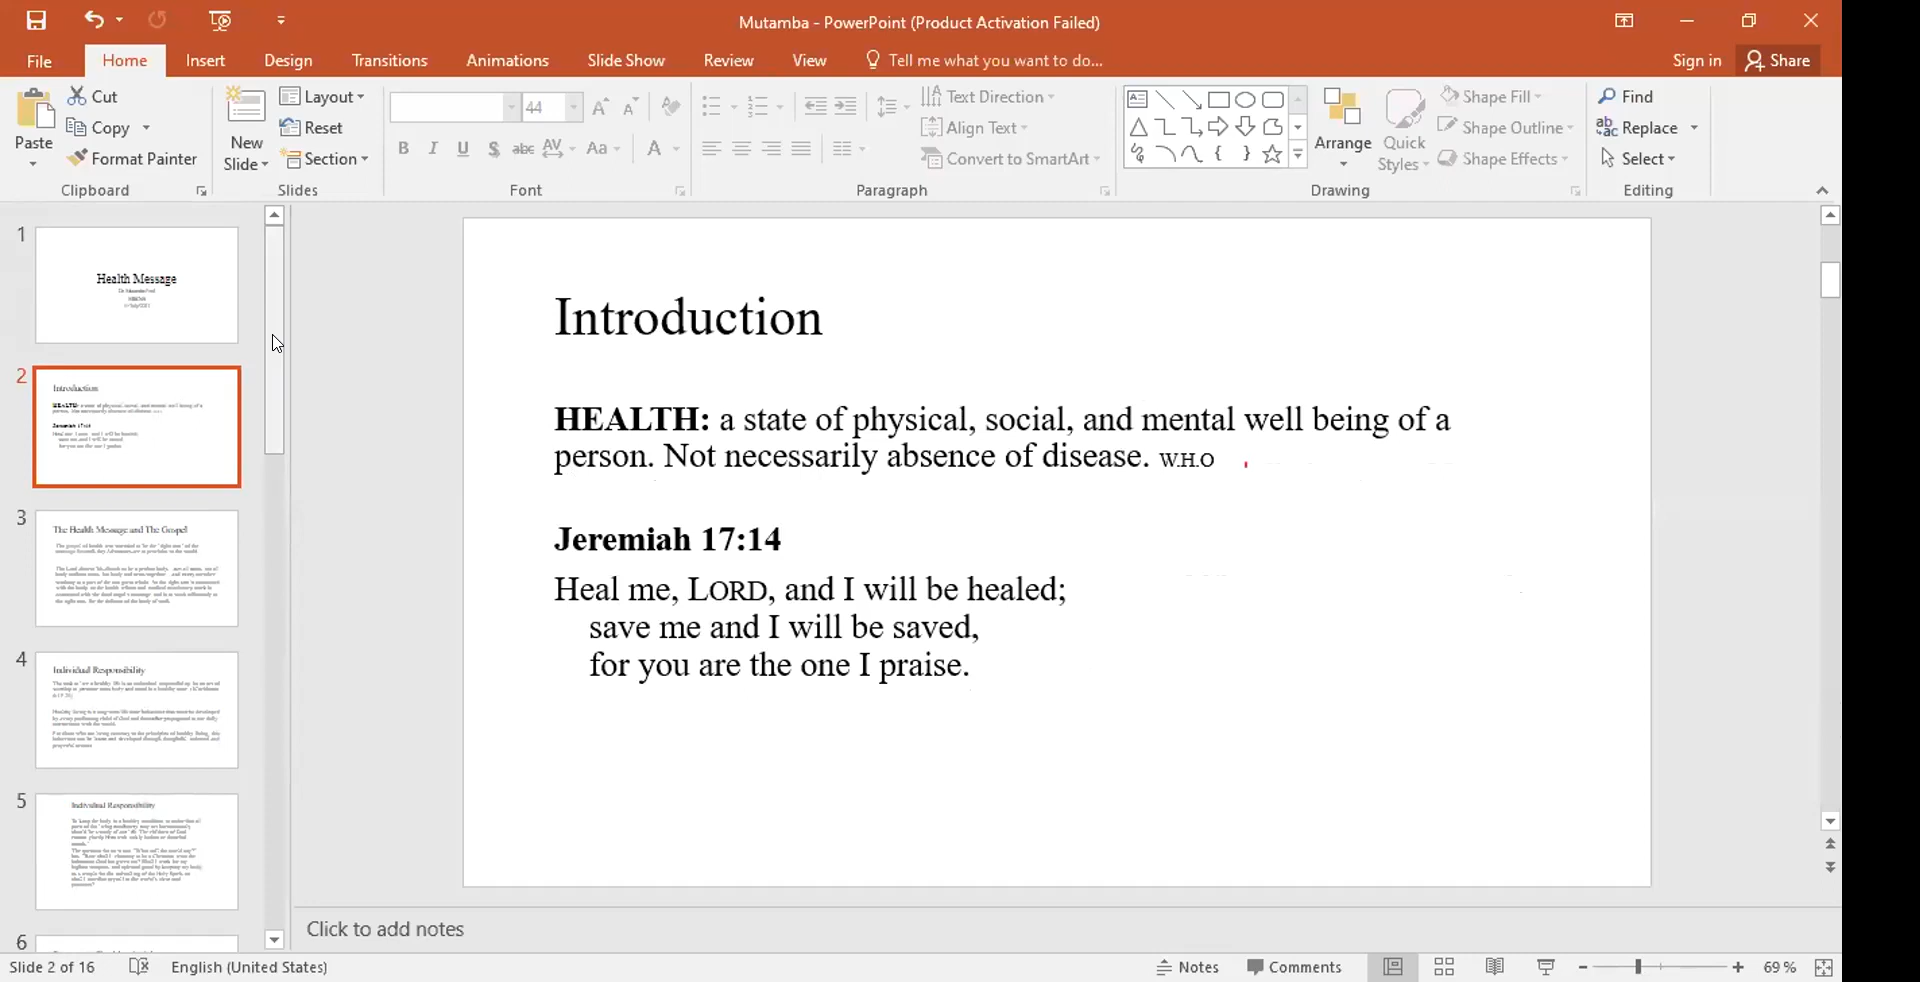 Mutamba - PowerPoint (Product Activation Failed)
File Home Insert Design Transitions Animations Slide Show Review View Tell me what you want to do... Sign in Share
Paste
Cut
Copy
Format Painter
Clipboard
New Slide
Layout
Reset
Section
Slides
44
B I U S abc AV Aa A
Font
Text Direction
Align Text
Convert to SmartArt
Paragraph
Arrange
Quick Styles
Shape Fill
Shape Outline
Shape Effects
Drawing
Find
Replace
Select
Editing
1
Health Message
2
Introduction
3
The Health Message and The Gospel
4
Individual Responsibility
5
Individual Responsibility
6
Introduction
HEALTH: a state of physical, social, and mental well being of a
person. Not necessarily absence of disease. W.H.O
Jeremiah 17:14
Heal me, LORD, and I will be healed;
save me and I will be saved,
for you are the one I praise.
Click to add notes
Slide 2 of 16 English (United States) Notes Comments 69 %